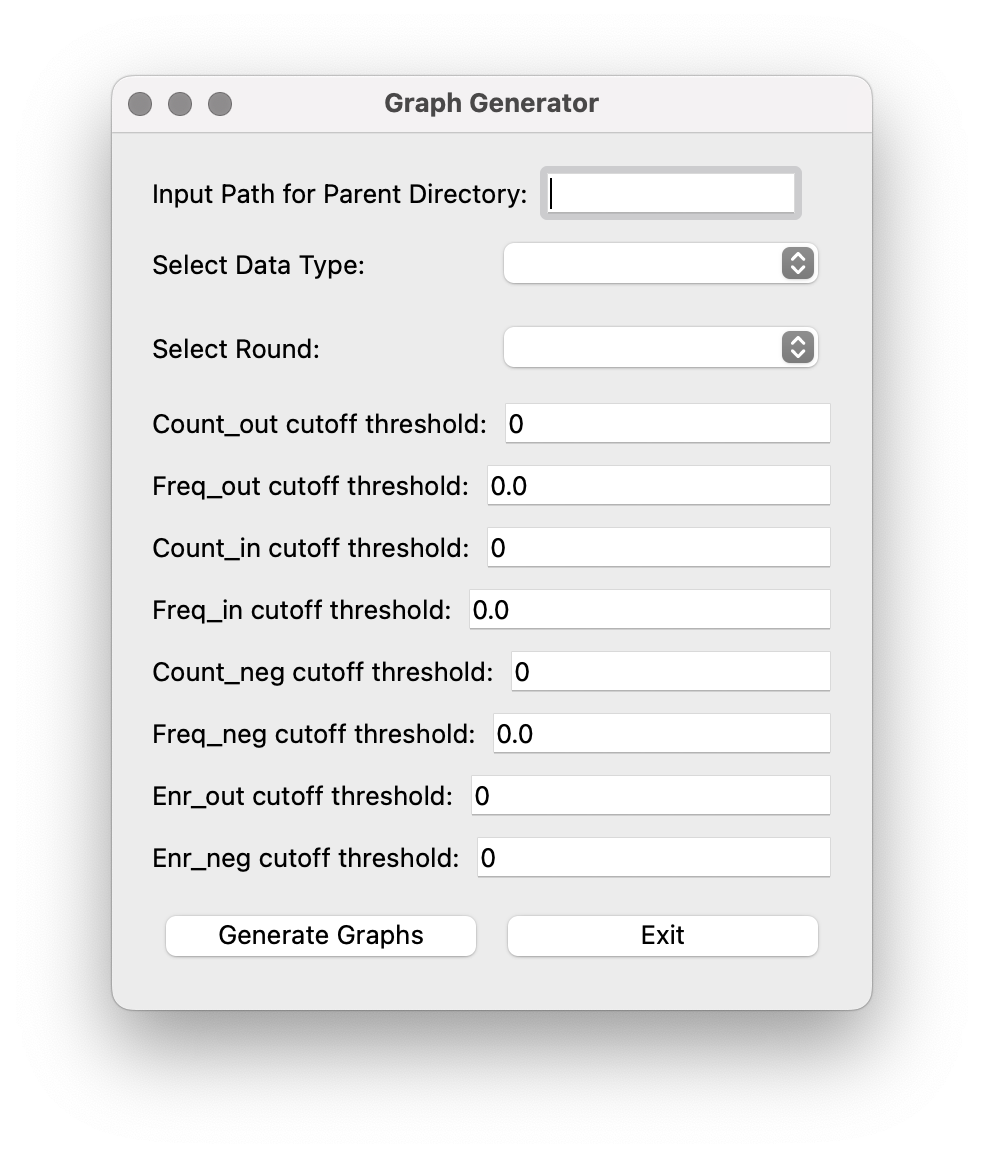 Graph Generator
Input Path for Parent Directory:
Select Data Type:
Select Round:
Count_out cutoff threshold: 0
Freq_out cutoff threshold: 0.0
Count_in cutoff threshold: 0
Freq_in cutoff threshold: 0.0
Count_neg cutoff threshold: 0
Freq_neg cutoff threshold: 0.0
Enr_out cutoff threshold: 0
Enr_neg cutoff threshold: 0
Generate Graphs Exit